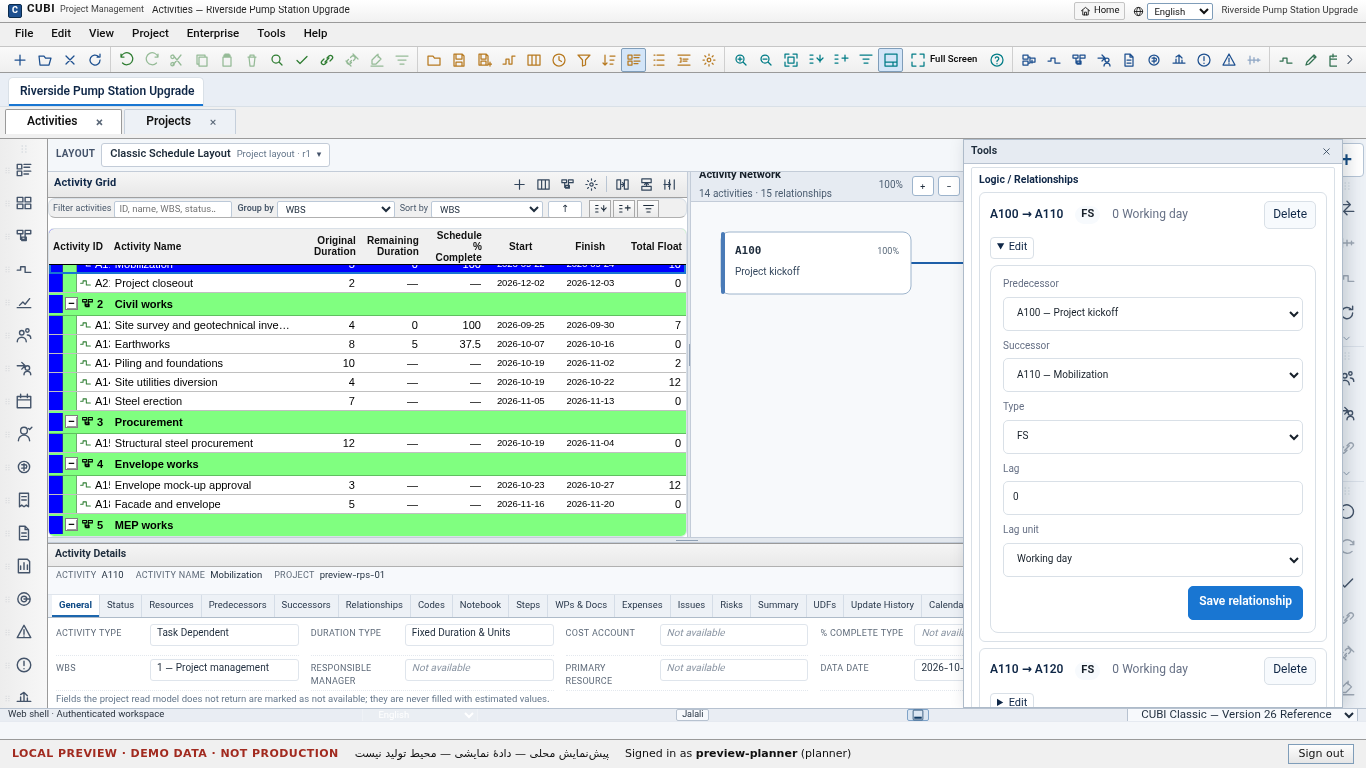 CUBI Project Management Activities — Riverside Pump Station Upgrade Home English Riverside Pump Station Upgrade
File Edit View Project Enterprise Tools Help
Full Screen
Riverside Pump Station Upgrade
Activities × Projects ×
LAYOUT Classic Schedule Layout Project layout · r1
Activity Grid
Filter activities ID, name, WBS, status.. Group by WBS Sort by WBS
Activity ID Activity Name Original Duration Remaining Duration Schedule % Complete Start Finish Total Float
Mobilization
A2 Project closeout 2 — — 2026-12-02 2026-12-03 0
2 Civil works
A12 Site survey and geotechnical inve… 4 0 100 2026-09-25 2026-09-30 7
A13 Earthworks 8 5 37.5 2026-10-07 2026-10-16 0
A14 Piling and foundations 10 — — 2026-10-19 2026-11-02 2
A14 Site utilities diversion 4 — — 2026-10-19 2026-10-22 12
A16 Steel erection 7 — — 2026-11-05 2026-11-13 0
3 Procurement
A15 Structural steel procurement 12 — — 2026-10-19 2026-11-04 0
4 Envelope works
A15 Envelope mock-up approval 3 — — 2026-10-23 2026-10-27 12
A18 Facade and envelope 5 — — 2026-11-16 2026-11-20 0
5 MEP works
Activity Network
14 activities · 15 relationships
100% + −
A100 100%
Project kickoff
Activity Details
ACTIVITY A110 ACTIVITY NAME Mobilization PROJECT preview-rps-01
General Status Resources Predecessors Successors Relationships Codes Notebook Steps WPs & Docs Expenses Issues Risks Summary UDFs Update History Calenda
ACTIVITY TYPE Task Dependent DURATION TYPE Fixed Duration & Units COST ACCOUNT Not available % COMPLETE TYPE Not avail
WBS 1 — Project management RESPONSIBLE MANAGER Not available PRIMARY RESOURCE Not available DATA DATE 2026-10-
Fields the project read model does not return are marked as not available; they are never filled with estimated values.
Tools
Logic / Relationships
A100 → A110 FS 0 Working day Delete
Edit
Predecessor
A100 — Project kickoff
Successor
A110 — Mobilization
Type
FS
Lag
0
Lag unit
Working day
Save relationship
A110 → A120 FS 0 Working day Delete
Edit
Web shell · Authenticated workspace English Jalali CUBI Classic — Version 26 Reference
LOCAL PREVIEW · DEMO DATA · NOT PRODUCTION پیش‌نمایش محلی — دادهٔ نمایشی — محیط تولید نیست Signed in as preview-planner (planner) Sign out